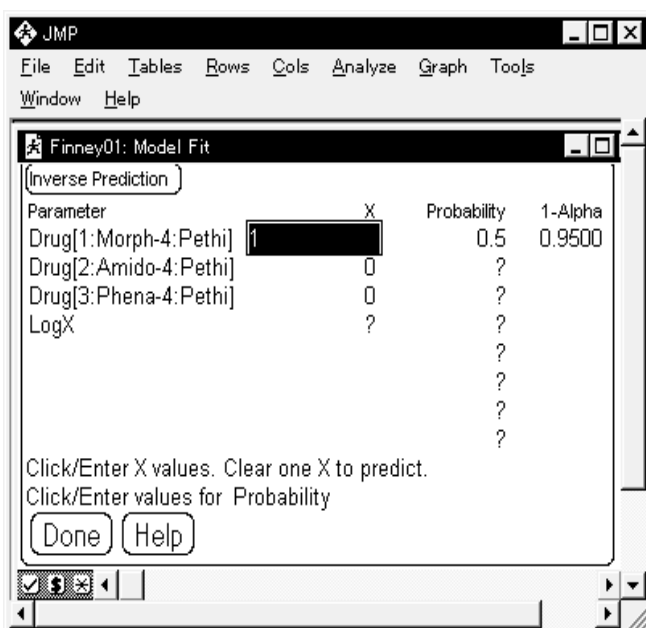 JMP
File Edit Tables Rows Cols Analyze Graph Tools
Window Help
Finney01: Model Fit
Inverse Prediction
Parameter X Probability 1-Alpha
Drug[1:Morph-4:Pethi] 1 0.5 0.9500
Drug[2:Amido-4:Pethi] 0 ?
Drug[3:Phena-4:Pethi] 0 ?
LogX ? ?
?
?
?
?
Click/Enter X values. Clear one X to predict.
Click/Enter values for Probability
Done Help